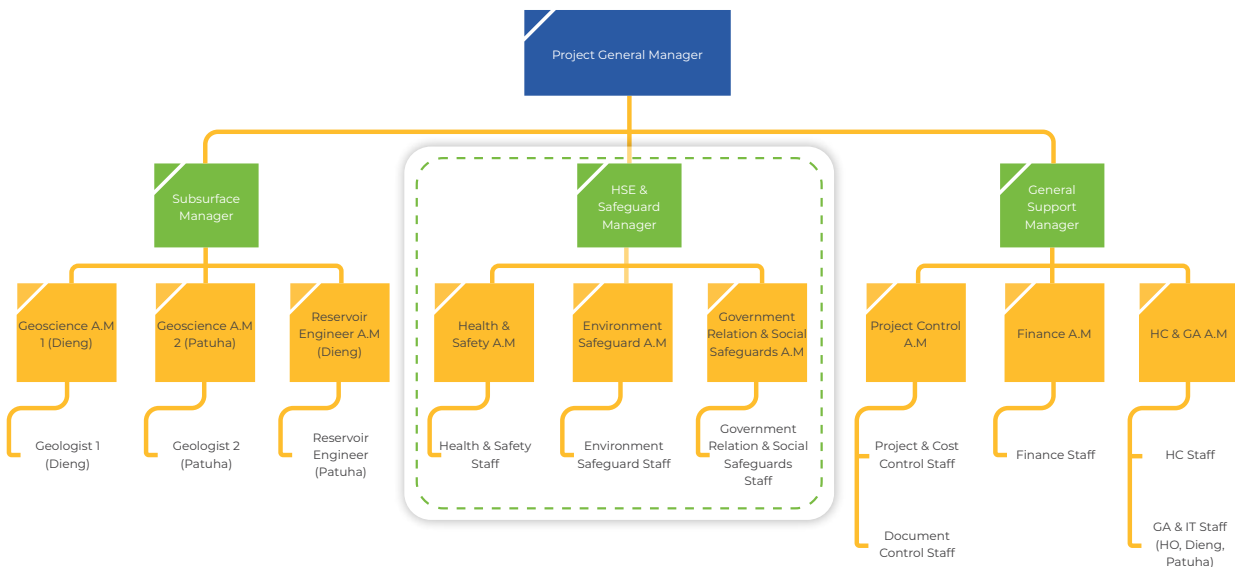 Project General Manager
Subsurface
Manager
HSE &
Safeguard
Manager
General
Support
Manager
Geoscience A.M
1 (Dieng)
Geoscience A.M
2 (Patuha)
Reservoir
Engineer A.M
(Dieng)
Health &
Safety A.M
Environment
Safeguard A.M
Government
Relation & Social
Safeguards A.M
Project Control
A.M
Finance A.M
HC & GA A.M
Geologist 1
(Dieng)
Geologist 2
(Patuha)
Reservoir
Engineer
(Patuha)
Health & Safety
Staff
Environment
Safeguard Staff
Government
Relation & Social
Safeguards
Staff
Project & Cost
Control Staff
Finance Staff
HC Staff
Document
Control Staff
GA & IT Staff
(HO, Dieng,
Patuha)